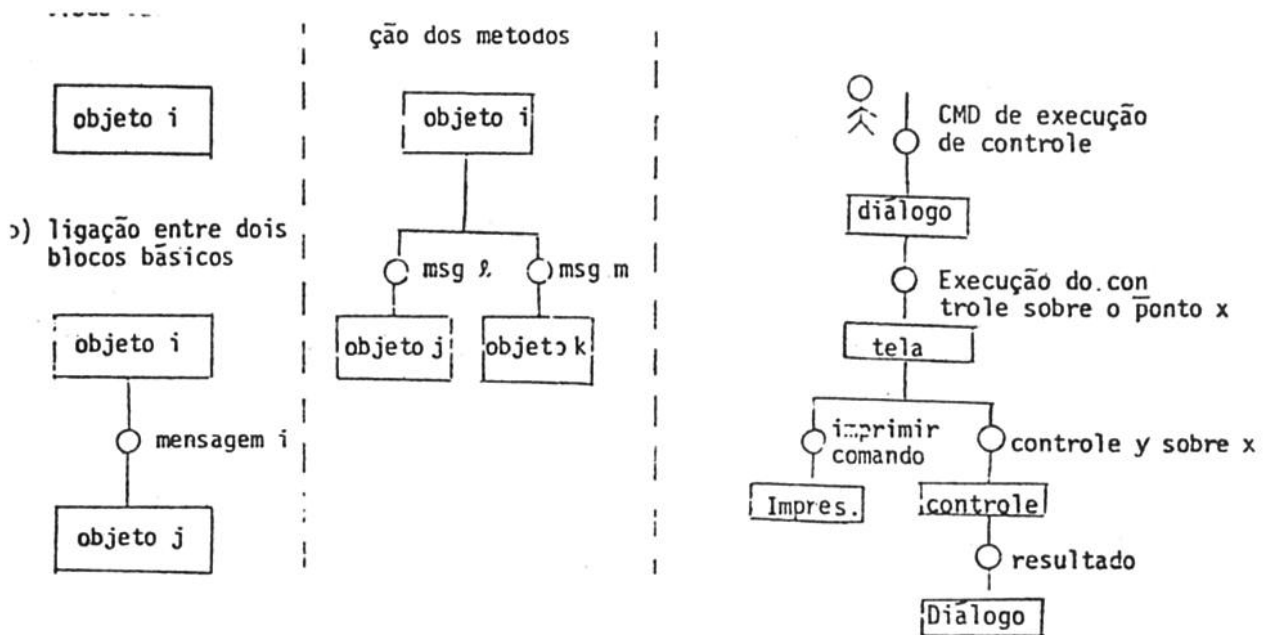 objeto i
ligação entre dois
blocos básicos
objeto i
mensagem i
objeto j
ção dos metodos
objeto i
msg ℓ
msg m
objeto j
objeto k
CMD de execução
de controle
diálogo
Execução do con
trole sobre o ponto x
tela
imprimir
comando
controle y sobre x
Impres.
controle
resultado
Diálogo